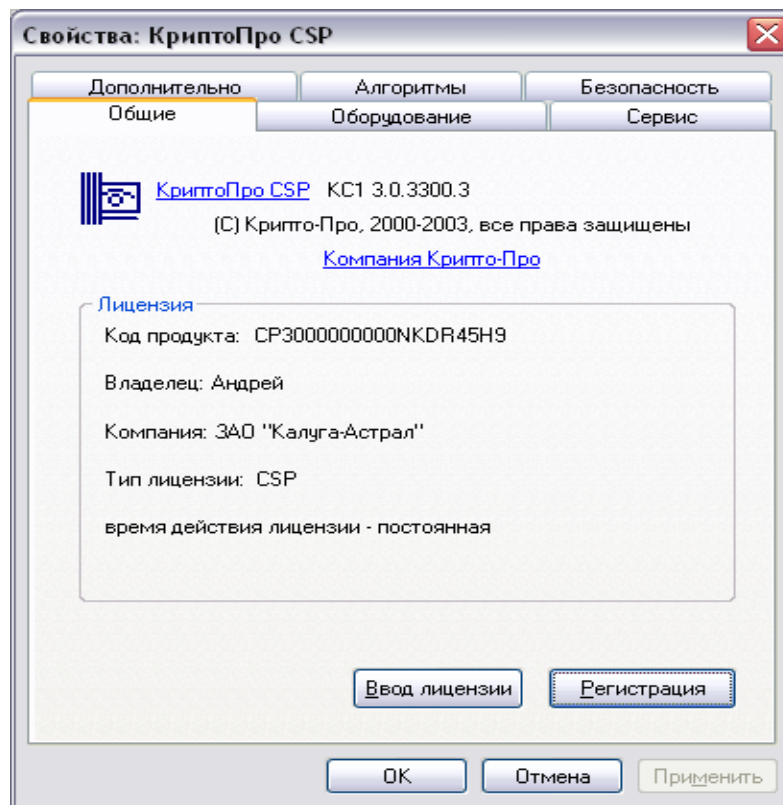 Свойства: КриптоПро CSP
Дополнительно Алгоритмы Безопасность
Общие Оборудование Сервис
КриптоПро CSP КС1 3.0.3300.3
(С) Крипто-Про, 2000-2003, все права защищены
Компания Крипто-Про
Лицензия
Код продукта: CP3000000000NKDR45H9
Владелец: Андрей
Компания: ЗАО "Калуга-Астрал"
Тип лицензии: CSP
время действия лицензии - постоянная
Ввод лицензии Регистрация
ОК Отмена Применить